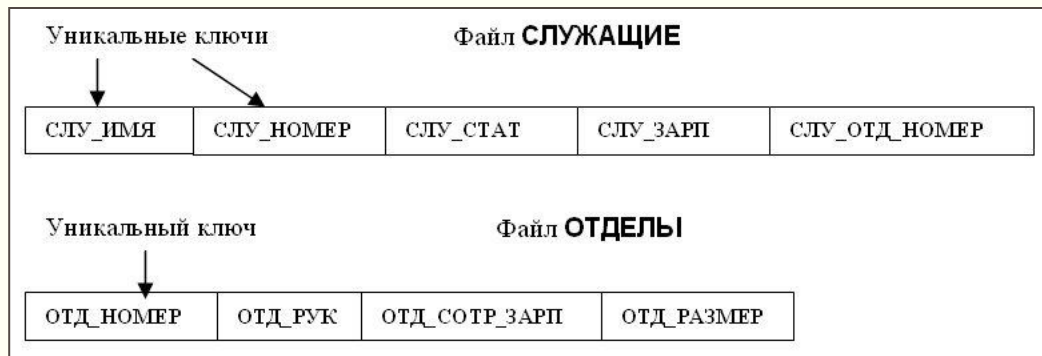 Уникальные ключи Файл СЛУЖАЩИЕ
СЛУ_ИМЯ СЛУ_НОМЕР СЛУ_СТАТ СЛУ_ЗАРП СЛУ_ОТД_НОМЕР
Уникальный ключ Файл ОТДЕЛЫ
ОТД_НОМЕР ОТД_РУК ОТД_СОТР_ЗАРП ОТД_РАЗМЕР